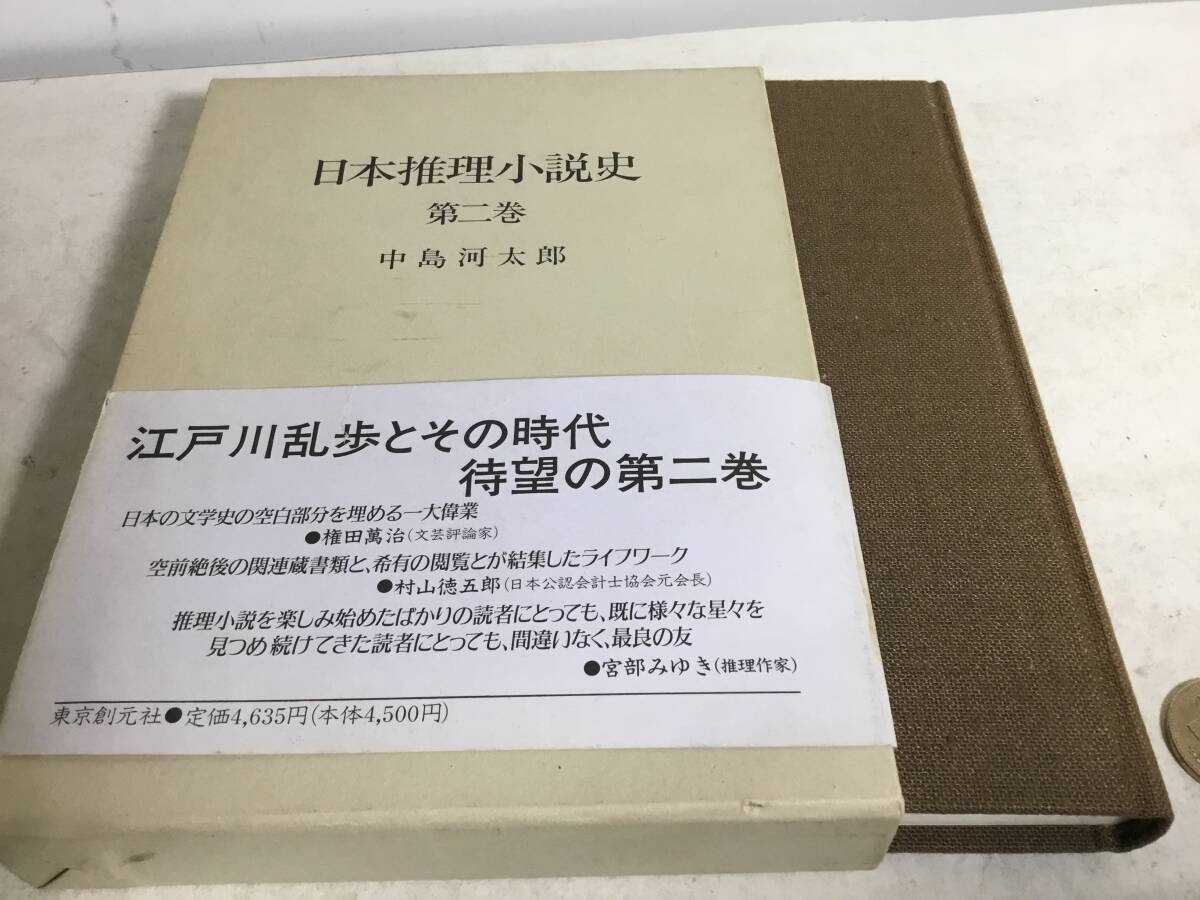 日本推理小説史
第二巻
中島河太郎
江戸川乱歩とその時代
待望の第二巻
日本の文学史の空白部分を埋める一大偉業
●権田萬治(文芸評論家)
空前絶後の関連蔵書類と、希有の閲覧とが結集したライフワーク
●村山徳五郎(日本公認会計士協会元会長)
推理小説を楽しみ始めたばかりの読者にとっても、既に様々な星々を
見つめ続けてきた読者にとっても、間違いなく、最良の友
●宮部みゆき(推理作家)
東京創元社●定価4,635円(本体4,500円)